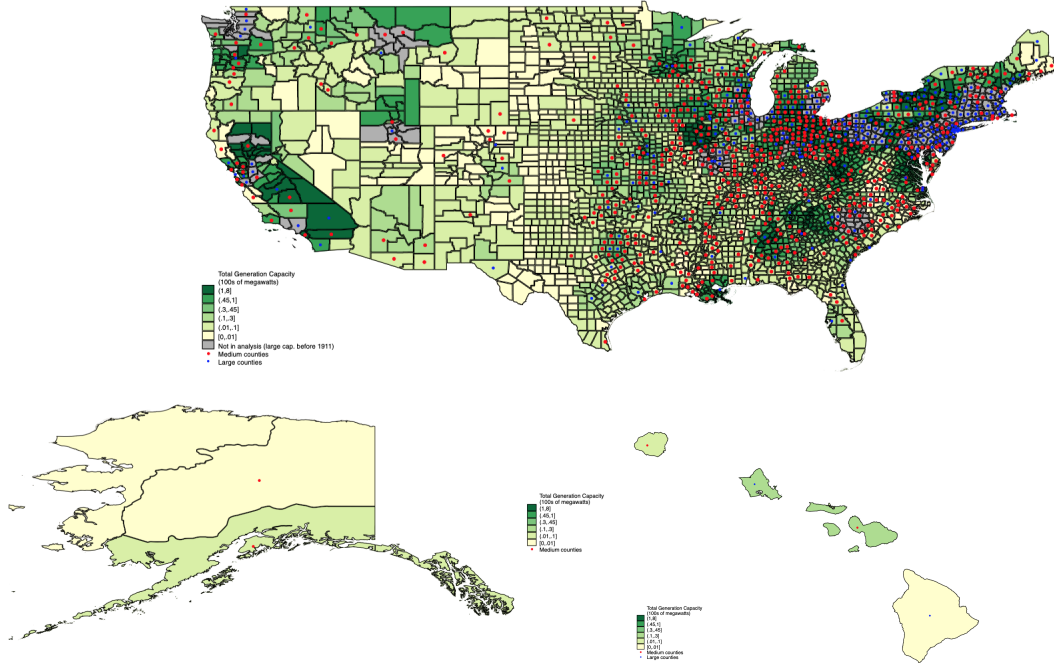 Total Generation Capacity
(100s of megawatts)
(1,8]
(.45,1]
(.3,.45]
(.1,.3]
(.01,.1]
[0,.01]
Not in analysis (large cap. before 1911)
Medium counties
Large counties
Total Generation Capacity
(100s of megawatts)
(1,8]
(.45,1]
(.3,.45]
(.1,.3]
(.01,.1]
[0,.01]
Medium counties
Total Generation Capacity
(100s of megawatts)
(1,8]
(.45,1]
(.3,.45]
(.1,.3]
(.01,.1]
[0,.01]
Medium counties
Large counties